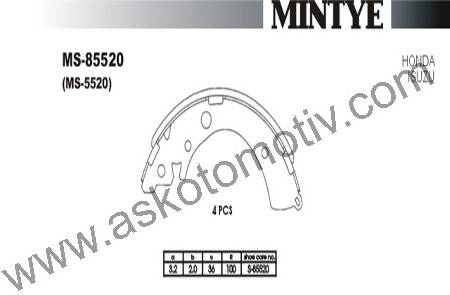 MINTYE
MS-85520
(MS-5520)
HONDA
ISUZU
www.askotomotiv.com
4 PCS
a b c R shoe care no.
3.2 2.0 36 100 S-85520